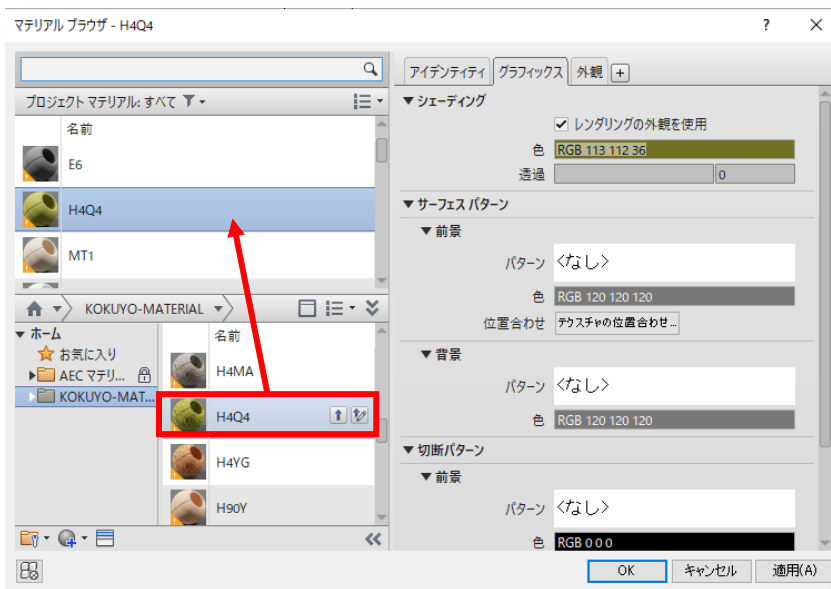 マテリアル ブラウザ - H4Q4
プロジェクト マテリアル: すべて
名前
E6
H4Q4
MT1
KOKUYO-MATERIAL
ホーム
お気に入り
AEC マテリ...
KOKUYO-MAT...
名前
H4MA
H4Q4
H4YG
H90Y
アイデンティティ グラフィックス 外観
シェーディング
レンダリングの外観を使用
色 RGB 113 112 36
透過 0
サーフェス パターン
前景
パターン <なし>
色 RGB 120 120 120
位置合わせ テクスチャの位置合わせ...
背景
パターン <なし>
色 RGB 120 120 120
切断パターン
前景
パターン <なし>
色 RGB 0 0 0
OK キャンセル 適用(A)